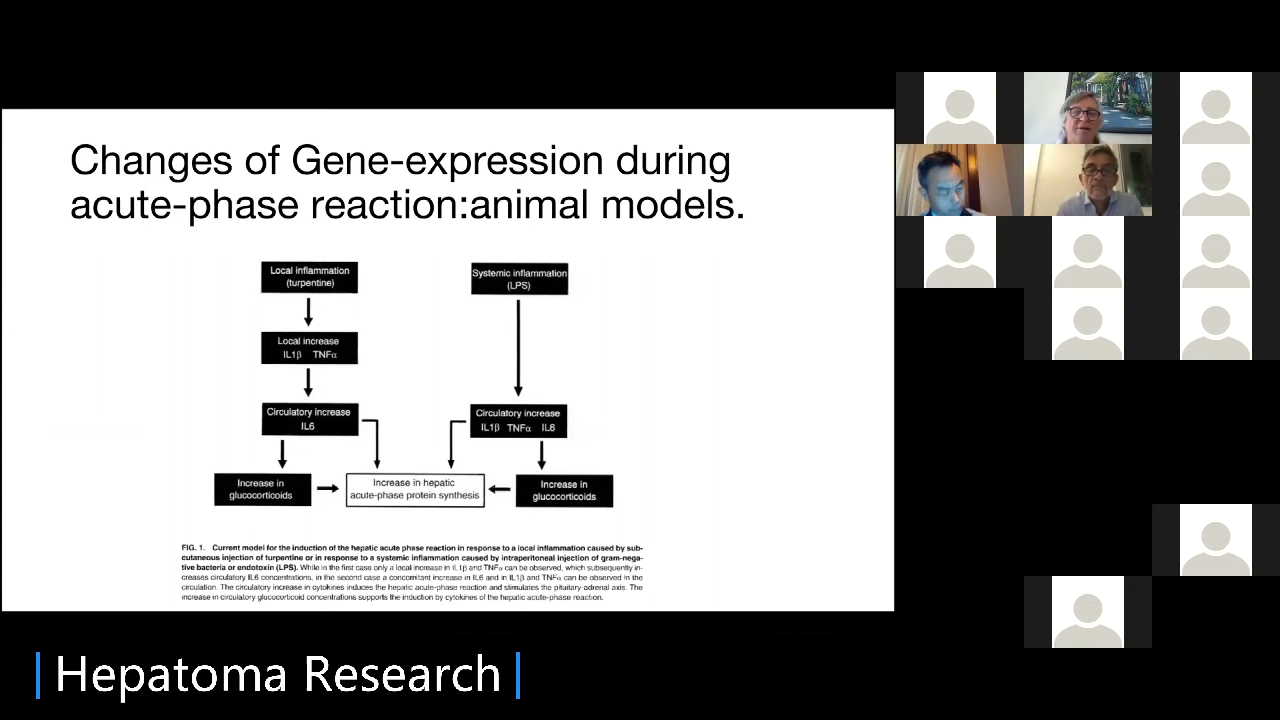 Changes of Gene-expression during
acute-phase reaction:animal models.
Local inflammation
(turpentine)
Systemic inflammation
(LPS)
Local increase
IL1β TNFα
Circulatory increase
IL6
Circulatory increase
IL1β TNFα IL6
Increase in
glucocorticoids
Increase in hepatic
acute-phase protein synthesis
Increase in
glucocorticoids
FIG. 1. Current model for the induction of the hepatic acute phase reaction in response to a local inflammation caused by sub-
cutaneous injection of turpentine or in response to a systemic inflammation caused by intraperitoneal injection of gram-nega-
tive bacteria or endotoxin (LPS). While in the first case only a local increase in IL1β and TNFα can be observed, which subsequently in-
creases circulatory IL6 concentrations, in the second case a concomitant increase in IL6 and in IL1β and TNFα can be observed in the
circulation. The circulatory increase in cytokines induces the hepatic acute-phase reaction and stimulates the pituitary-adrenal axis. The
increase in circulatory glucocorticoid concentrations supports the induction by cytokines of the hepatic acute-phase reaction.
| Hepatoma Research |